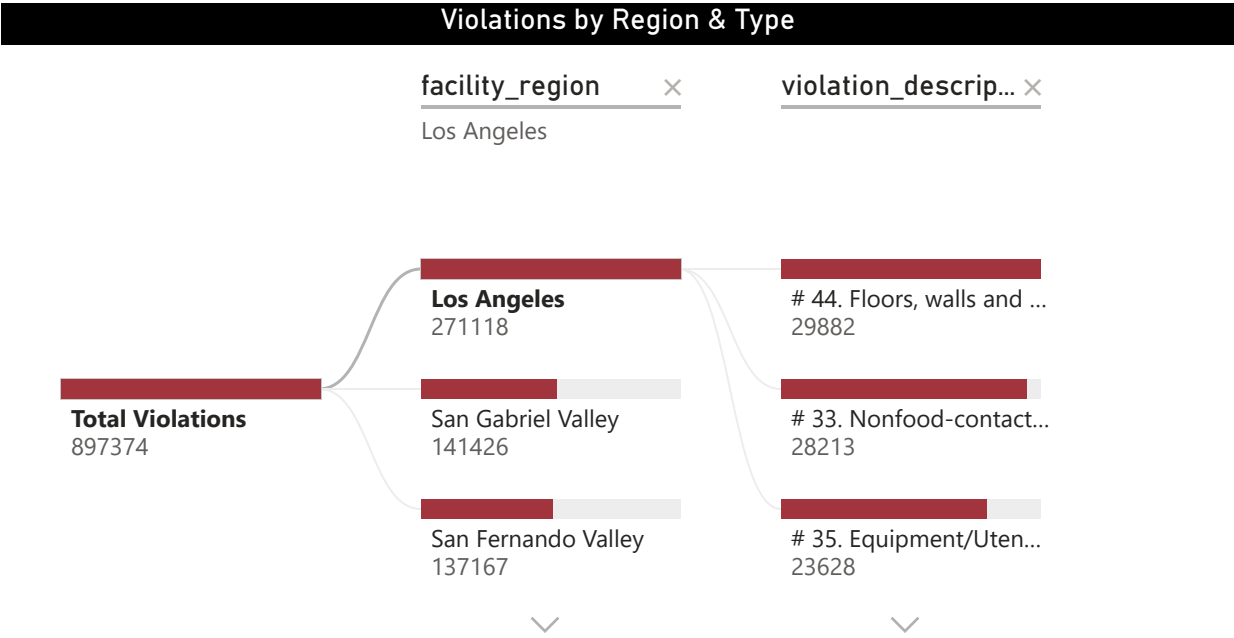 Violations by Region & Type
facility_region
violation_descrip...
Los Angeles
Los Angeles
271118
# 44. Floors, walls and ...
29882
Total Violations
897374
San Gabriel Valley
141426
# 33. Nonfood-contact...
28213
San Fernando Valley
137167
# 35. Equipment/Uten...
23628